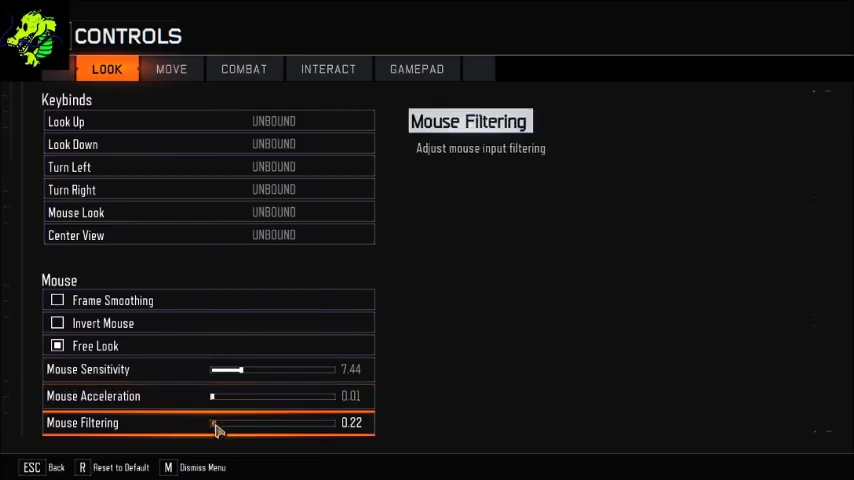 CONTROLS
LOOK MOVE COMBAT INTERACT GAMEPAD
Keybinds
Look Up UNBOUND
Look Down UNBOUND
Turn Left UNBOUND
Turn Right UNBOUND
Mouse Look UNBOUND
Center View UNBOUND
Mouse
Frame Smoothing
Invert Mouse
Free Look
Mouse Sensitivity 7.44
Mouse Acceleration 0.01
Mouse Filtering 0.22
Mouse Filtering
Adjust mouse input filtering
ESC Back R Reset to Default M Dismiss Menu